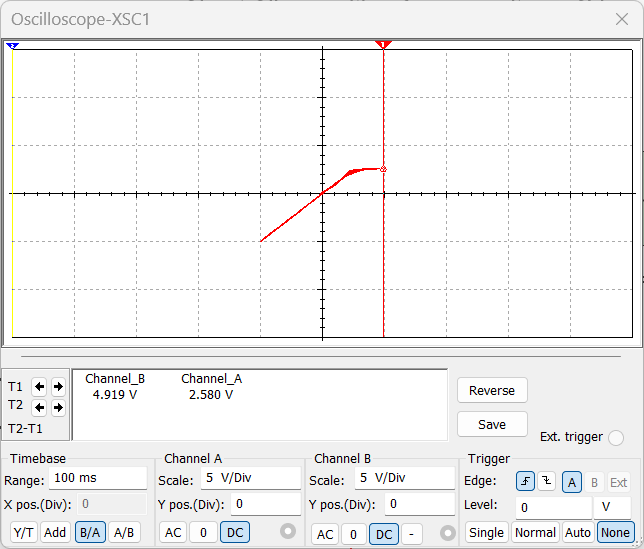 Oscilloscope-XSC1
2
1
Channel_B Channel_A
T1 4.919 V 2.580 V
T2
T2-T1
Reverse
Save
Ext. trigger
Timebase
Range: 100 ms
X pos.(Div): 0
Y/T Add B/A A/B
Channel A
Scale: 5 V/Div
Y pos.(Div): 0
AC 0 DC
Channel B
Scale: 5 V/Div
Y pos.(Div): 0
AC 0 DC -
Trigger
Edge: A B Ext
Level: 0 V
Single Normal Auto None